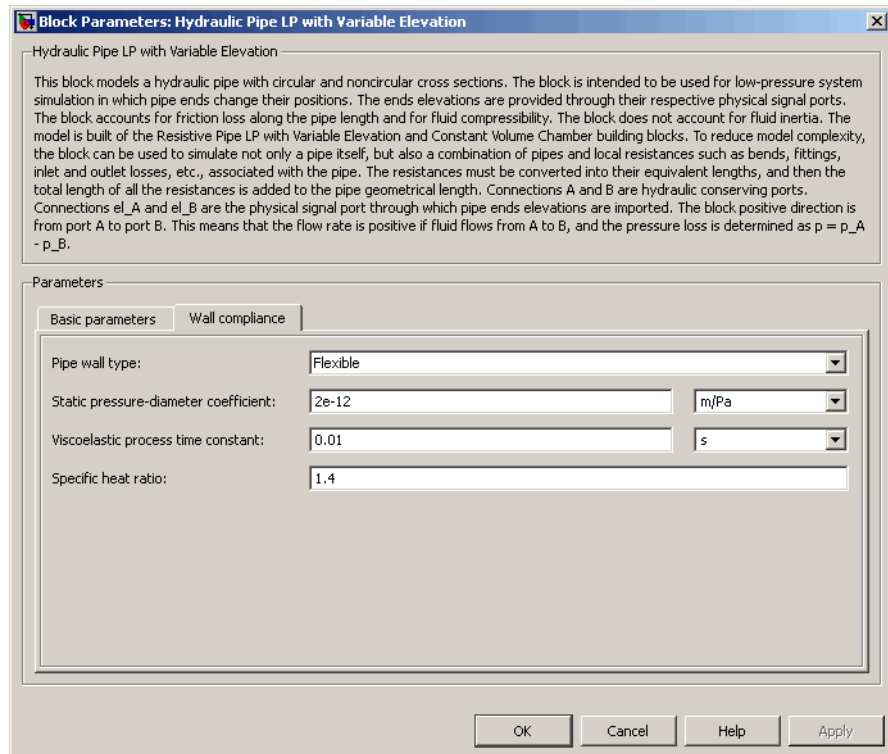 Block Parameters: Hydraulic Pipe LP with Variable Elevation
Hydraulic Pipe LP with Variable Elevation
This block models a hydraulic pipe with circular and noncircular cross sections. The block is intended to be used for low-pressure system
simulation in which pipe ends change their positions. The ends elevations are provided through their respective physical signal ports.
The block accounts for friction loss along the pipe length and for fluid compressibility. The block does not account for fluid inertia. The
model is built of the Resistive Pipe LP with Variable Elevation and Constant Volume Chamber building blocks. To reduce model complexity,
the block can be used to simulate not only a pipe itself, but also a combination of pipes and local resistances such as bends, fittings,
inlet and outlet losses, etc., associated with the pipe. The resistances must be converted into their equivalent lengths, and then the
total length of all the resistances is added to the pipe geometrical length. Connections A and B are hydraulic conserving ports.
Connections el_A and el_B are the physical signal port through which pipe ends elevations are imported. The block positive direction is
from port A to port B. This means that the flow rate is positive if fluid flows from A to B, and the pressure loss is determined as p = p_A
- p_B.
Parameters
Basic parameters Wall compliance
Pipe wall type: Flexible
Static pressure-diameter coefficient: 2e-12 m/Pa
Viscoelastic process time constant: 0.01 s
Specific heat ratio: 1.4
OK Cancel Help Apply